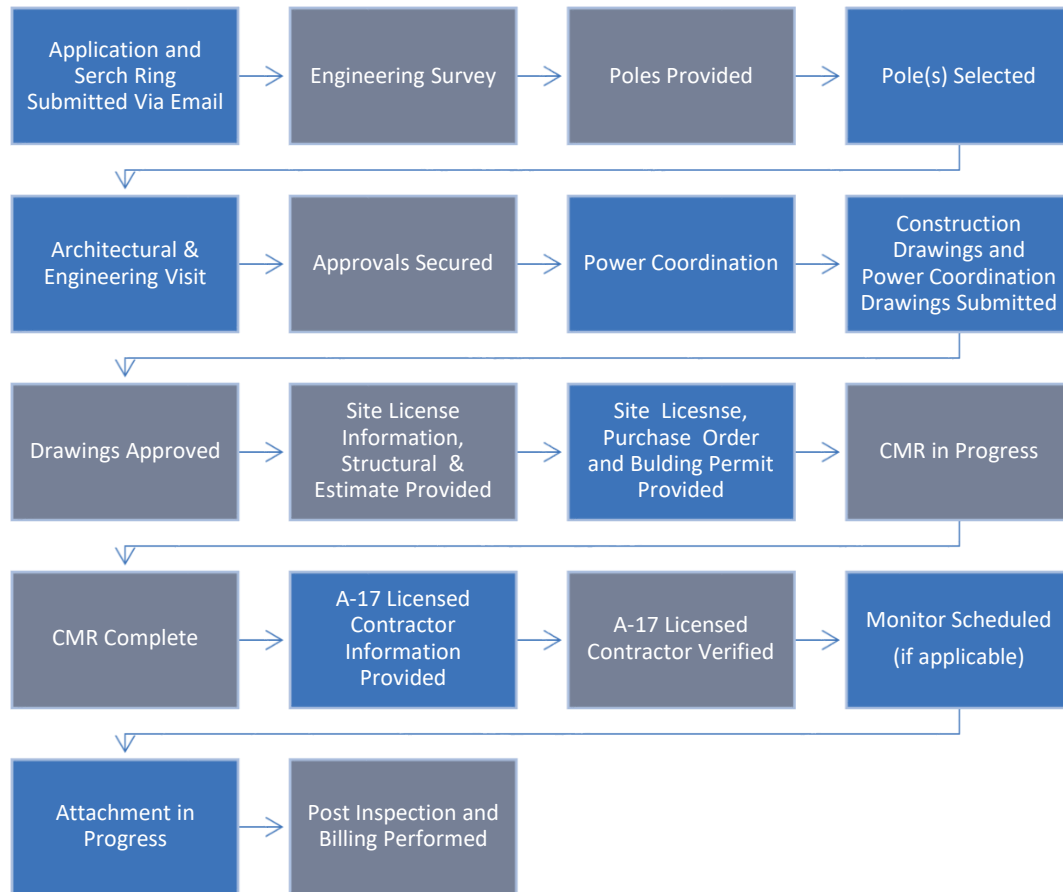 Application and
Serch Ring
Submitted Via Email
Engineering Survey
Poles Provided
Pole(s) Selected
Architectural &
Engineering Visit
Approvals Secured
Power Coordination
Construction
Drawings and
Power Coordination
Drawings Submitted
Drawings Approved
Site License
Information,
Structural &
Estimate Provided
Site Licesnse,
Purchase Order
and Bulding Permit
Provided
CMR in Progress
CMR Complete
A-17 Licensed
Contractor
Information
Provided
A-17 Licensed
Contractor Verified
Monitor Scheduled
(if applicable)
Attachment in
Progress
Post Inspection and
Billing Performed